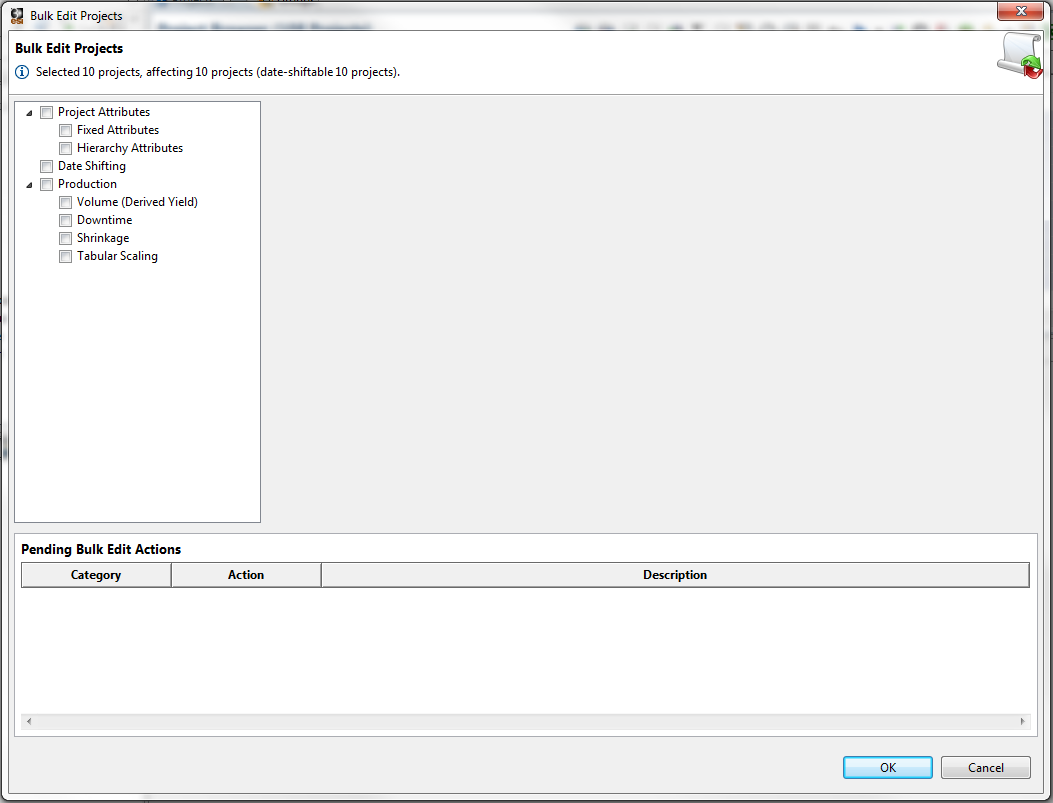 Bulk Edit Projects
Bulk Edit Projects
Selected 10 projects, affecting 10 projects (date-shiftable 10 projects).
Project Attributes
Fixed Attributes
Hierarchy Attributes
Date Shifting
Production
Volume (Derived Yield)
Downtime
Shrinkage
Tabular Scaling
Pending Bulk Edit Actions
Category Action Description
OK Cancel